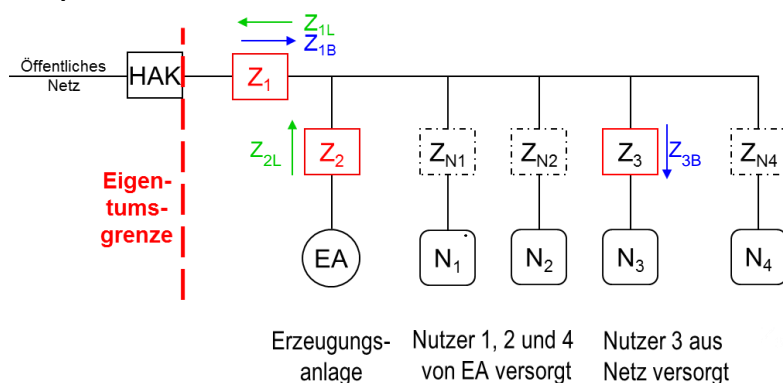 Z1L
Z1B
Öffentliches
Netz
HAK
Z1
Z2L
Z2
ZN1
ZN2
Z3
Z3B
ZN4
Eigen-
tums-
grenze
EA
N1
N2
N3
N4
Erzeugungs-
anlage
Nutzer 1, 2 und 4
von EA versorgt
Nutzer 3 aus
Netz versorgt